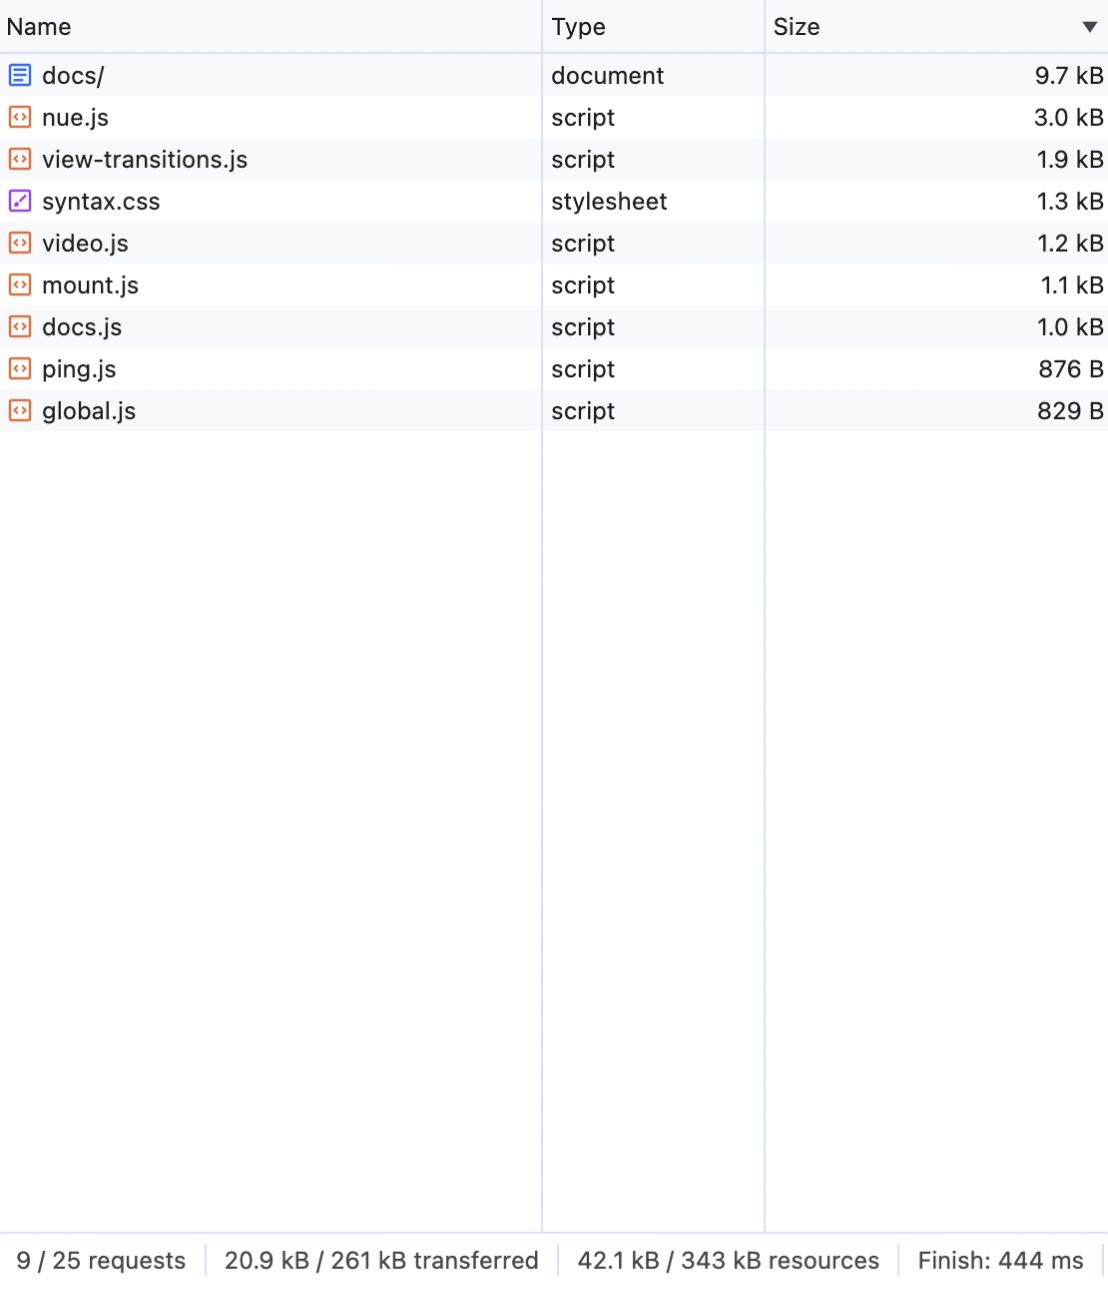 Name Type Size
docs/ document 9.7 kB
nue.js script 3.0 kB
view-transitions.js script 1.9 kB
syntax.css stylesheet 1.3 kB
video.js script 1.2 kB
mount.js script 1.1 kB
docs.js script 1.0 kB
ping.js script 876 B
global.js script 829 B
9 / 25 requests 20.9 kB / 261 kB transferred 42.1 kB / 343 kB resources Finish: 444 ms